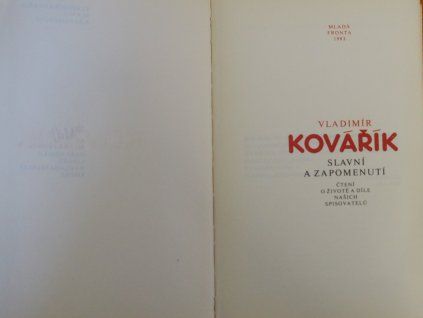 MLADÁ
FRONTA
1983
VLADIMÍR
KOVÁŘÍK
SLAVNÍ
A ZAPOMENUTÍ
ČTENÍ
O ŽIVOTĚ A DÍLE
NAŠICH
SPISOVATELŮ